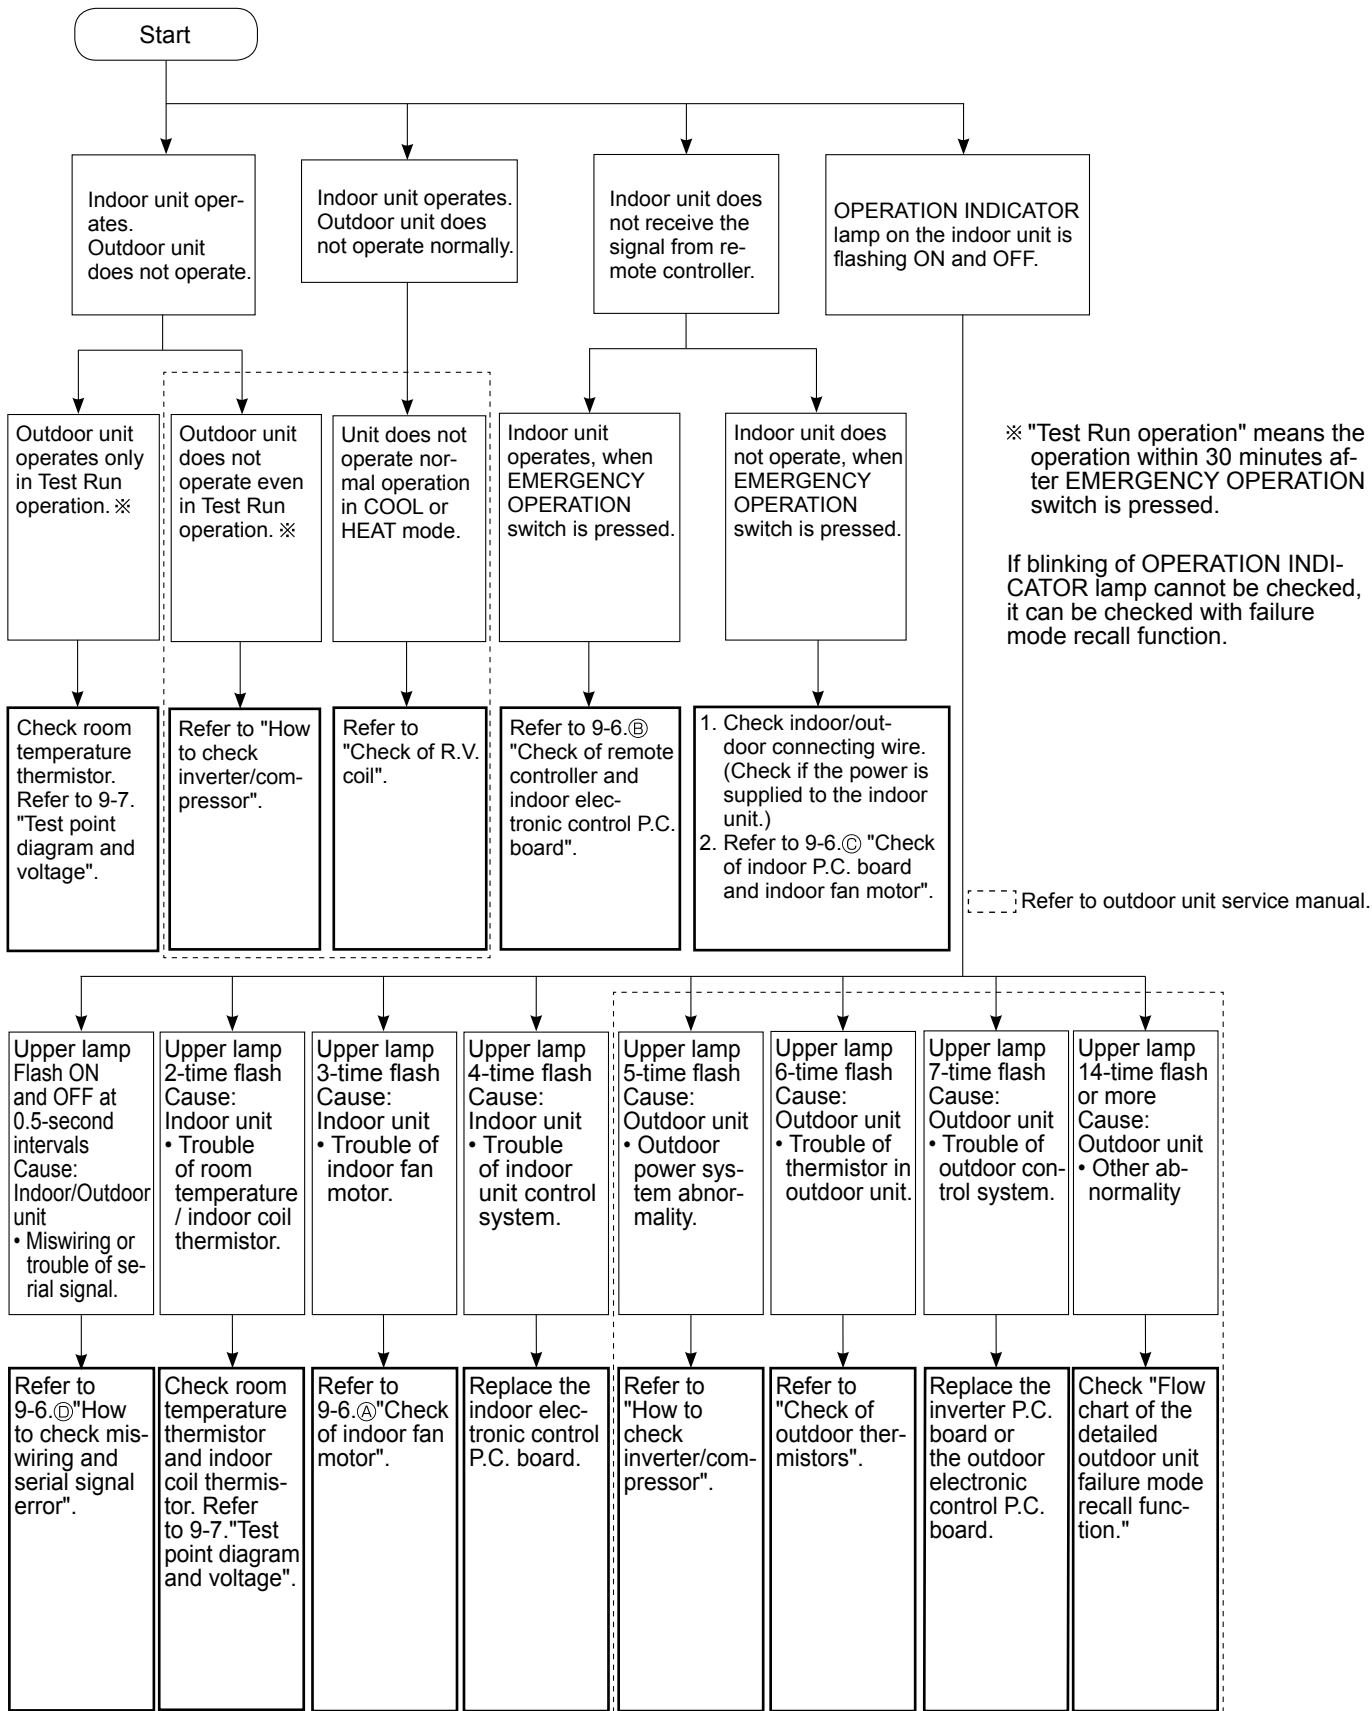 Start
Indoor unit oper-
ates.
Outdoor unit
does not operate.
Indoor unit operates.
Outdoor unit does
not operate normally.
Indoor unit does
not receive the
signal from re-
mote controller.
OPERATION INDICATOR
lamp on the indoor unit is
flashing ON and OFF.
Outdoor unit
operates only
in Test Run
operation. ※
Outdoor unit
does not
operate even
in Test Run
operation. ※
Unit does not
operate nor-
mal operation
in COOL or
HEAT mode.
Indoor unit
operates, when
EMERGENCY
OPERATION
switch is pressed.
Indoor unit does
not operate, when
EMERGENCY
OPERATION
switch is pressed.
※ "Test Run operation" means the
operation within 30 minutes af-
ter EMERGENCY OPERATION
switch is pressed.
If blinking of OPERATION INDI-
CATOR lamp cannot be checked,
it can be checked with failure
mode recall function.
Check room
temperature
thermistor.
Refer to 9-7.
"Test point
diagram and
voltage".
Refer to "How
to check
inverter/com-
pressor".
Refer to
"Check of R.V.
coil".
Refer to 9-6.Ⓑ
"Check of remote
controller and
indoor elec-
tronic control P.C.
board".
1. Check indoor/out-
door connecting wire.
(Check if the power is
supplied to the indoor
unit.)
2. Refer to 9-6.Ⓒ "Check
of indoor P.C. board
and indoor fan motor".
Refer to outdoor unit service manual.
Upper lamp
Flash ON
and OFF at
0.5-second
intervals
Cause:
Indoor/Outdoor
unit
• Miswiring or
trouble of se-
rial signal.
Upper lamp
2-time flash
Cause:
Indoor unit
• Trouble
of room
temperature
/ indoor coil
thermistor.
Upper lamp
3-time flash
Cause:
Indoor unit
• Trouble of
indoor fan
motor.
Upper lamp
4-time flash
Cause:
Indoor unit
• Trouble
of indoor
unit control
system.
Upper lamp
5-time flash
Cause:
Outdoor unit
• Outdoor
power sys-
tem abnor-
mality.
Upper lamp
6-time flash
Cause:
Outdoor unit
• Trouble of
thermistor in
outdoor unit.
Upper lamp
7-time flash
Cause:
Outdoor unit
• Trouble of
outdoor con-
trol system.
Upper lamp
14-time flash
or more
Cause:
Outdoor unit
• Other ab-
normality
Refer to
9-6.Ⓓ"How
to check mis-
wiring and
serial signal
error".
Check room
temperature
thermistor
and indoor
coil thermis-
tor. Refer
to 9-7."Test
point diagram
and voltage".
Refer to
9-6.Ⓐ"Check
of indoor fan
motor".
Replace the
indoor elec-
tronic control
P.C. board.
Refer to
"How to
check
inverter/com-
pressor".
Refer to
"Check of
outdoor ther-
mistors".
Replace the
inverter P.C.
board or
the outdoor
electronic
control P.C.
board.
Check "Flow
chart of the
detailed
outdoor unit
failure mode
recall func-
tion."